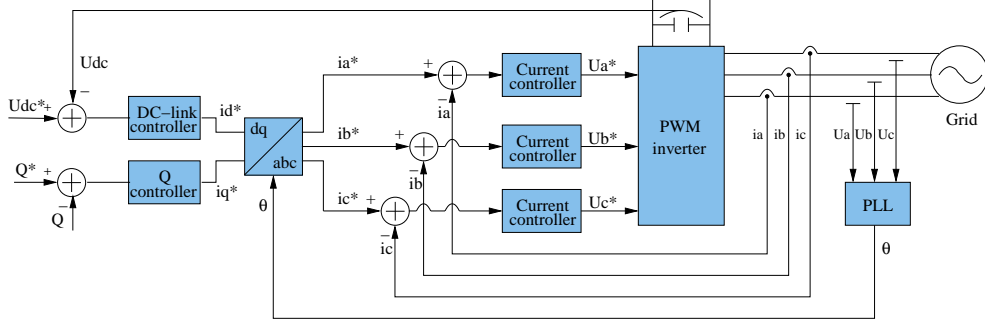 Udc
−
Udc*
+
DC−link
controller
id*
Q*
+
−
Q
Q
controller
iq*
dq
abc
θ
ia*
+
−
ia
ib*
+
−
ib
ic*
+
−
ic
Current
controller
Ua*
Current
controller
Ub*
Current
controller
Uc*
PWM
inverter
ia
ib
ic
Ua
Ub
Uc
Grid
PLL
θ